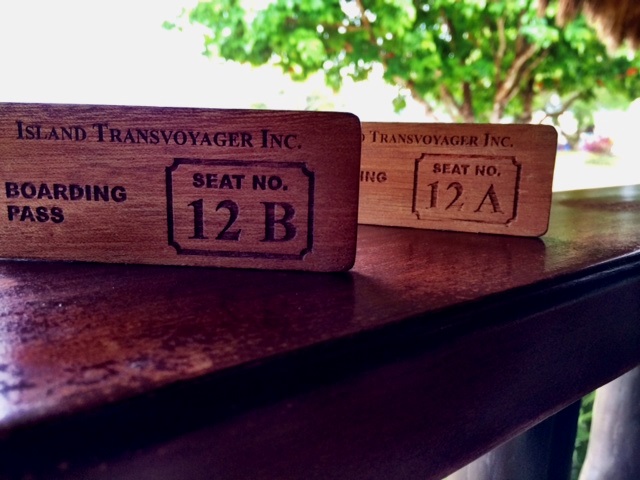 ISLAND TRANSVOYAGER INC.
BOARDING
PASS
SEAT NO.
12 B
TRANSVOYAGER INC.
SEAT NO.
12 A